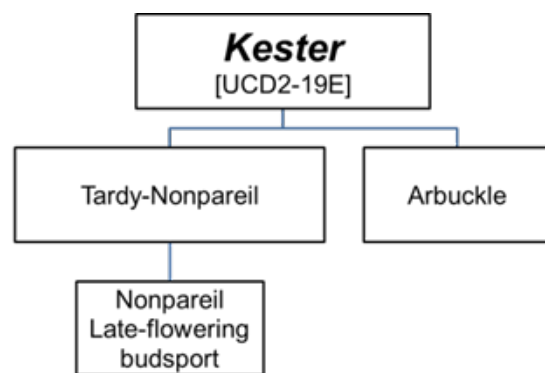 Kester
[UCD2-19E]
Tardy-Nonpareil
Arbuckle
Nonpareil
Late-flowering
budsport